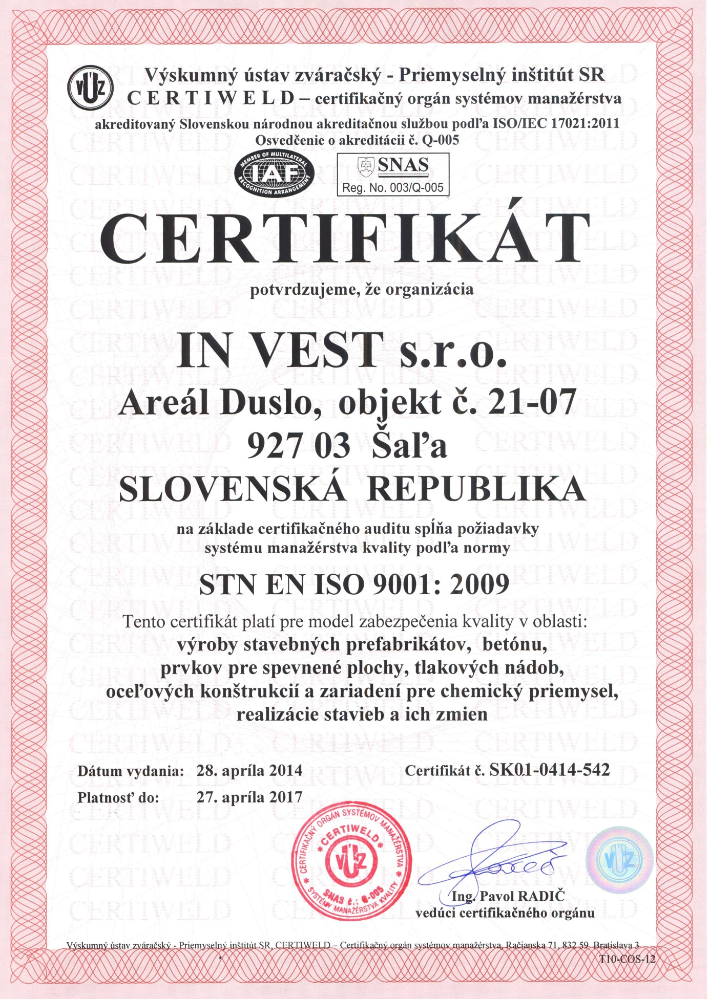 VÚZ
Výskumný ústav zváračský - Priemyselný inštitút SR
CERTIWELD – certifikačný orgán systémov manažérstva
akreditovaný Slovenskou národnou akreditačnou službou podľa ISO/IEC 17021:2011
Osvedčenie o akreditácii č. Q-005
MEMBER OF MULTILATERAL
IAF
RECOGNITION ARRANGEMENT
SNAS
Reg. No. 003/Q-005
CERTIFIKÁT
potvrdzujeme, že organizácia
IN VEST s.r.o.
Areál Duslo, objekt č. 21-07
927 03 Šaľa
SLOVENSKÁ REPUBLIKA
na základe certifikačného auditu spĺňa požiadavky
systému manažérstva kvality podľa normy
STN EN ISO 9001: 2009
Tento certifikát platí pre model zabezpečenia kvality v oblasti:
výroby stavebných prefabrikátov, betónu,
prvkov pre spevnené plochy, tlakových nádob,
oceľových konštrukcií a zariadení pre chemický priemysel,
realizácie stavieb a ich zmien
Dátum vydania: 28. apríla 2014
Certifikát č. SK01-0414-542
Platnosť do: 27. apríla 2017
* CERTIFIKAČNÝ ORGÁN SYSTÉMOV MANAŽÉRSTVA *
*CERTIWELD*
VÚZ
SNAS č.: Q-005
SYSTÉMY MANAŽÉRSTVA KVALITY
VÚZ
Ing. Pavol RADIČ
vedúci certifikačného orgánu
Výskumný ústav zváračský - Priemyselný inštitút SR, CERTIWELD – Certifikačný orgán systémov manažérstva, Račianska 71, 832 59 Bratislava 3
T10-COS-12